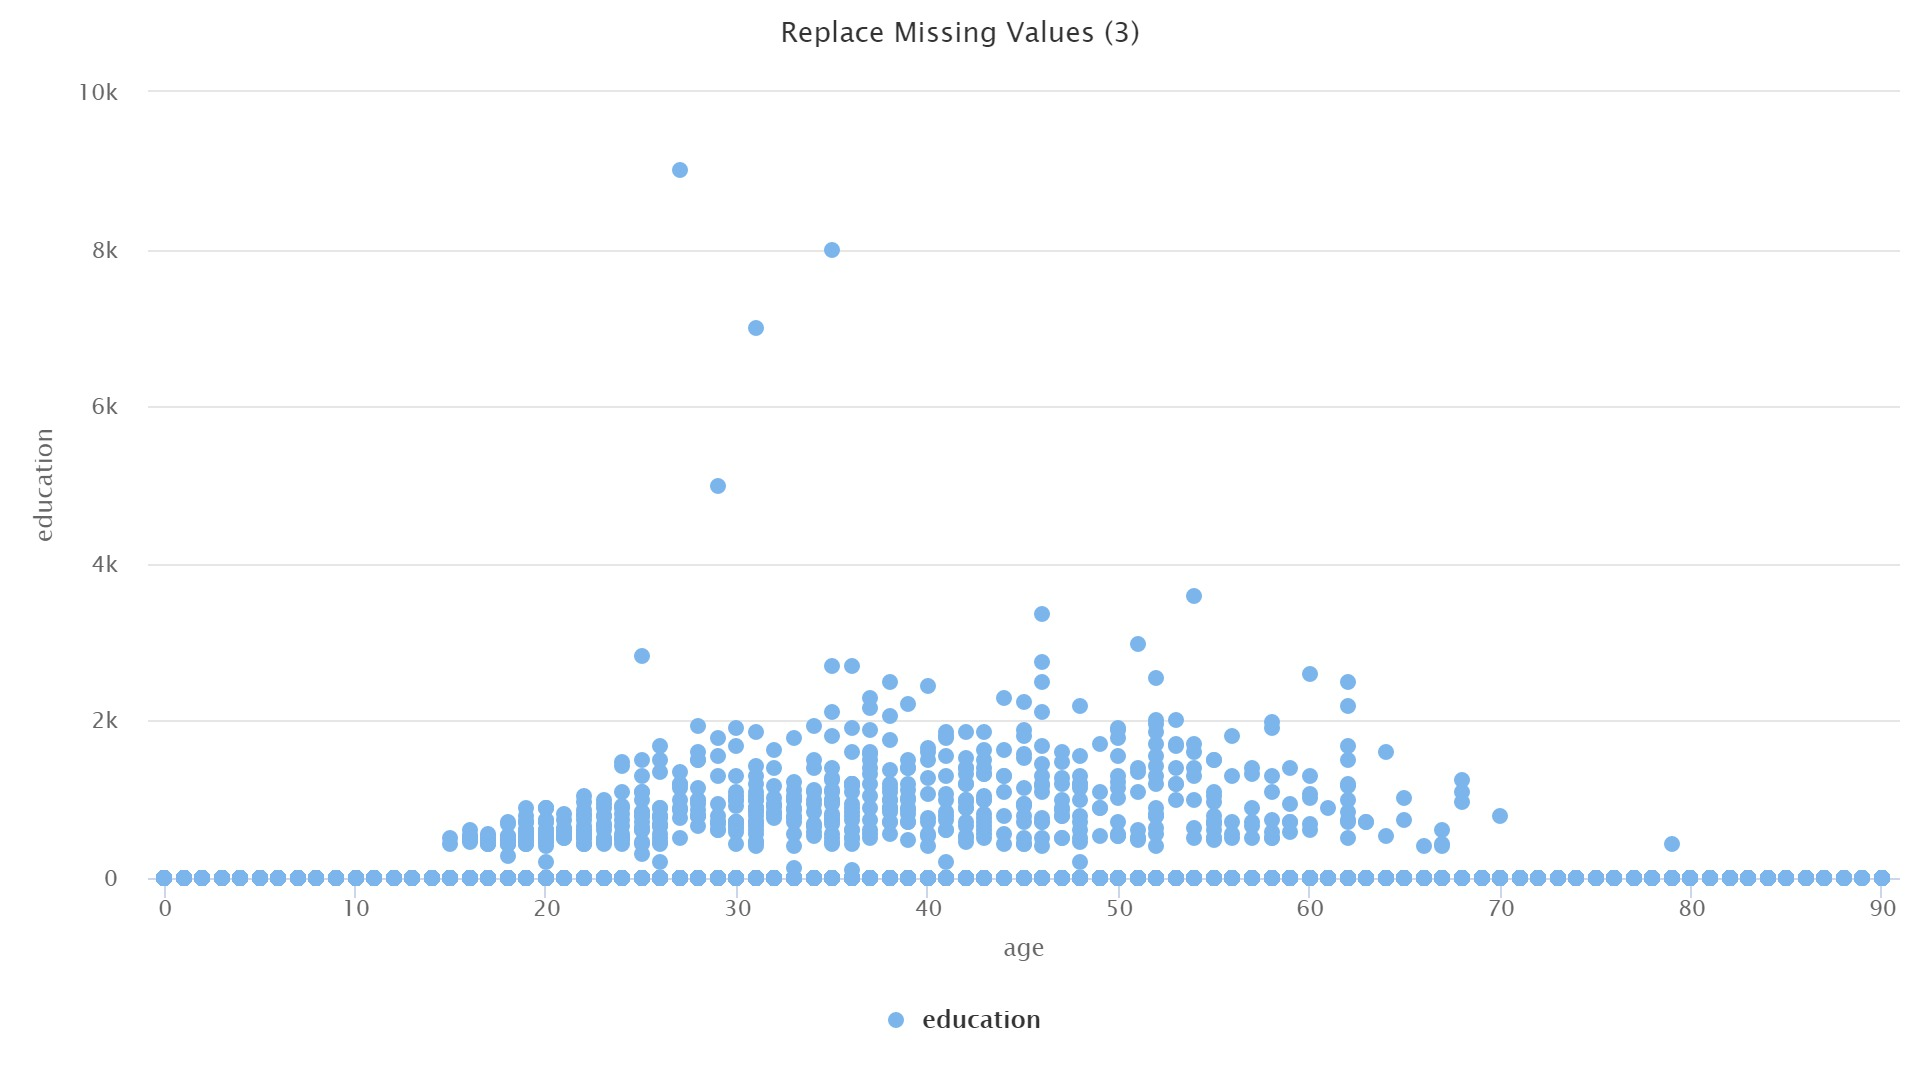 Replace Missing Values (3)
10k
8k
6k
4k
2k
0
education
0 10 20 30 40 50 60 70 80 90
age
education